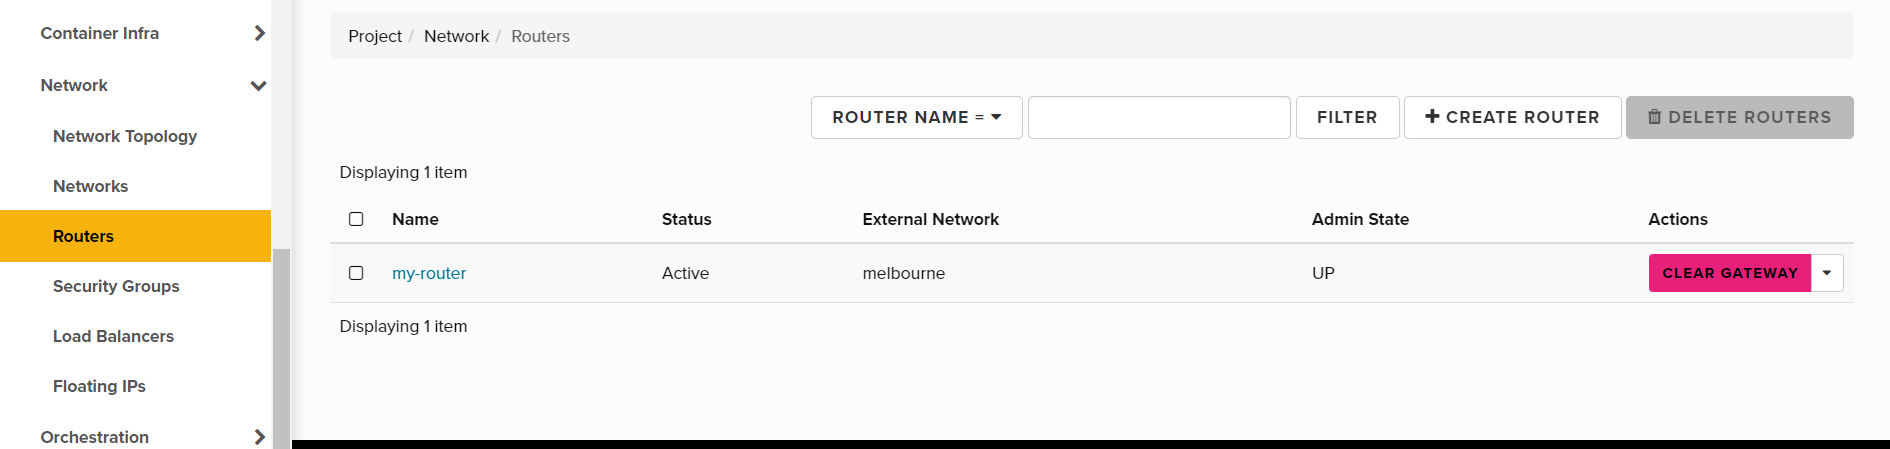 Container Infra
Network
Network Topology
Networks
Routers
Security Groups
Load Balancers
Floating IPs
Orchestration
Project / Network / Routers
ROUTER NAME = FILTER CREATE ROUTER DELETE ROUTERS
Displaying 1 item
Name Status External Network Admin State Actions
my-router Active melbourne UP CLEAR GATEWAY
Displaying 1 item